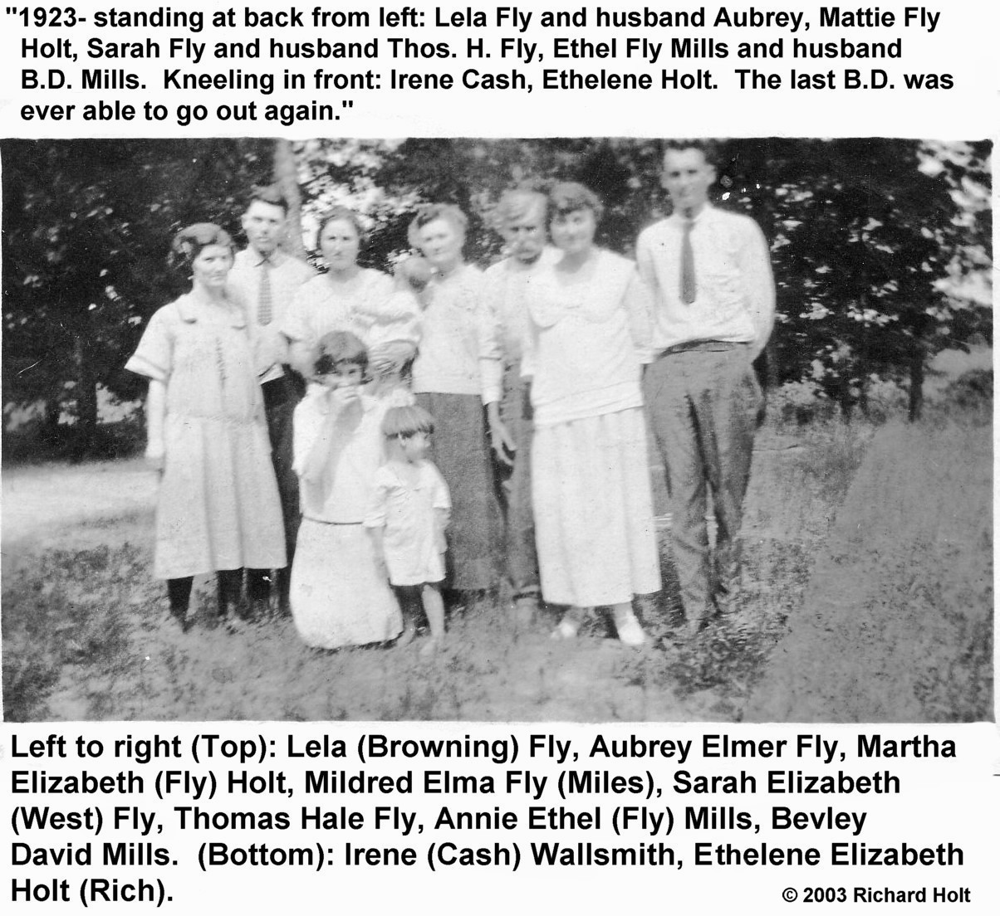 "1923- standing at back from left: Lela Fly and husband Aubrey, Mattie Fly
Holt, Sarah Fly and husband Thos. H. Fly, Ethel Fly Mills and husband
B.D. Mills.  Kneeling in front: Irene Cash, Ethelene Holt.  The last B.D. was
ever able to go out again."
Left to right (Top): Lela (Browning) Fly, Aubrey Elmer Fly, Martha
Elizabeth (Fly) Holt, Mildred Elma Fly (Miles), Sarah Elizabeth
(West) Fly, Thomas Hale Fly, Annie Ethel (Fly) Mills, Bevley
David Mills.  (Bottom): Irene (Cash) Wallsmith, Ethelene Elizabeth
Holt (Rich).
© 2003 Richard Holt